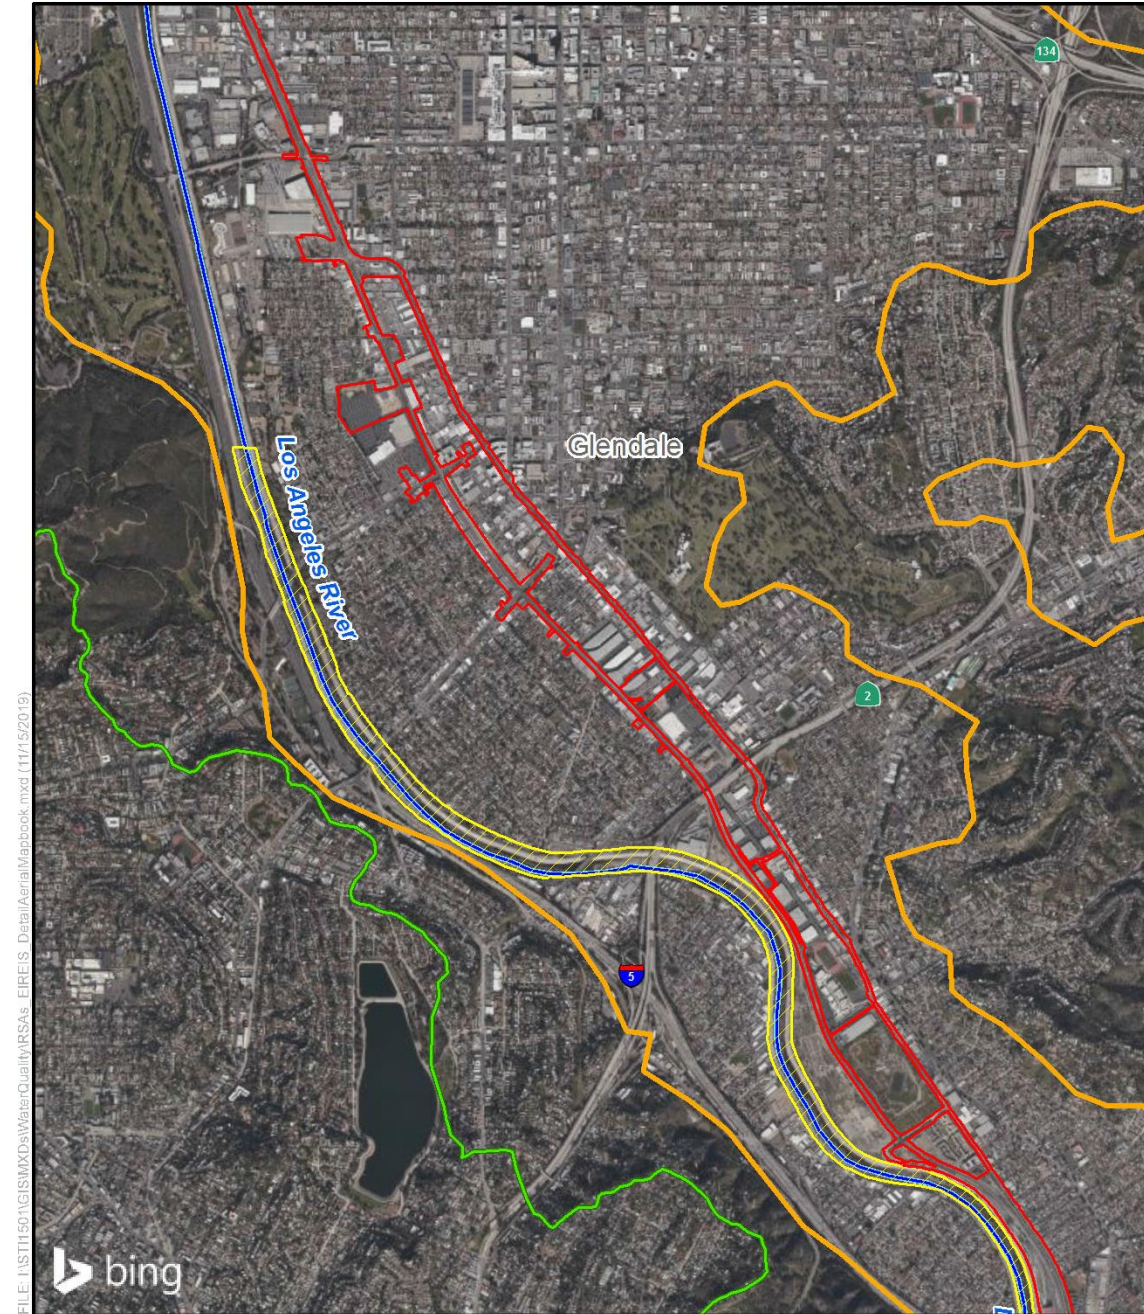 134
Los Angeles River
Glendale
2
5
bing
FILE: I:\STI1501\GIS\MXDs\WaterQuality\RSAs_EIREIS_DetailAerialMapbook.mxd (11/15/2019)